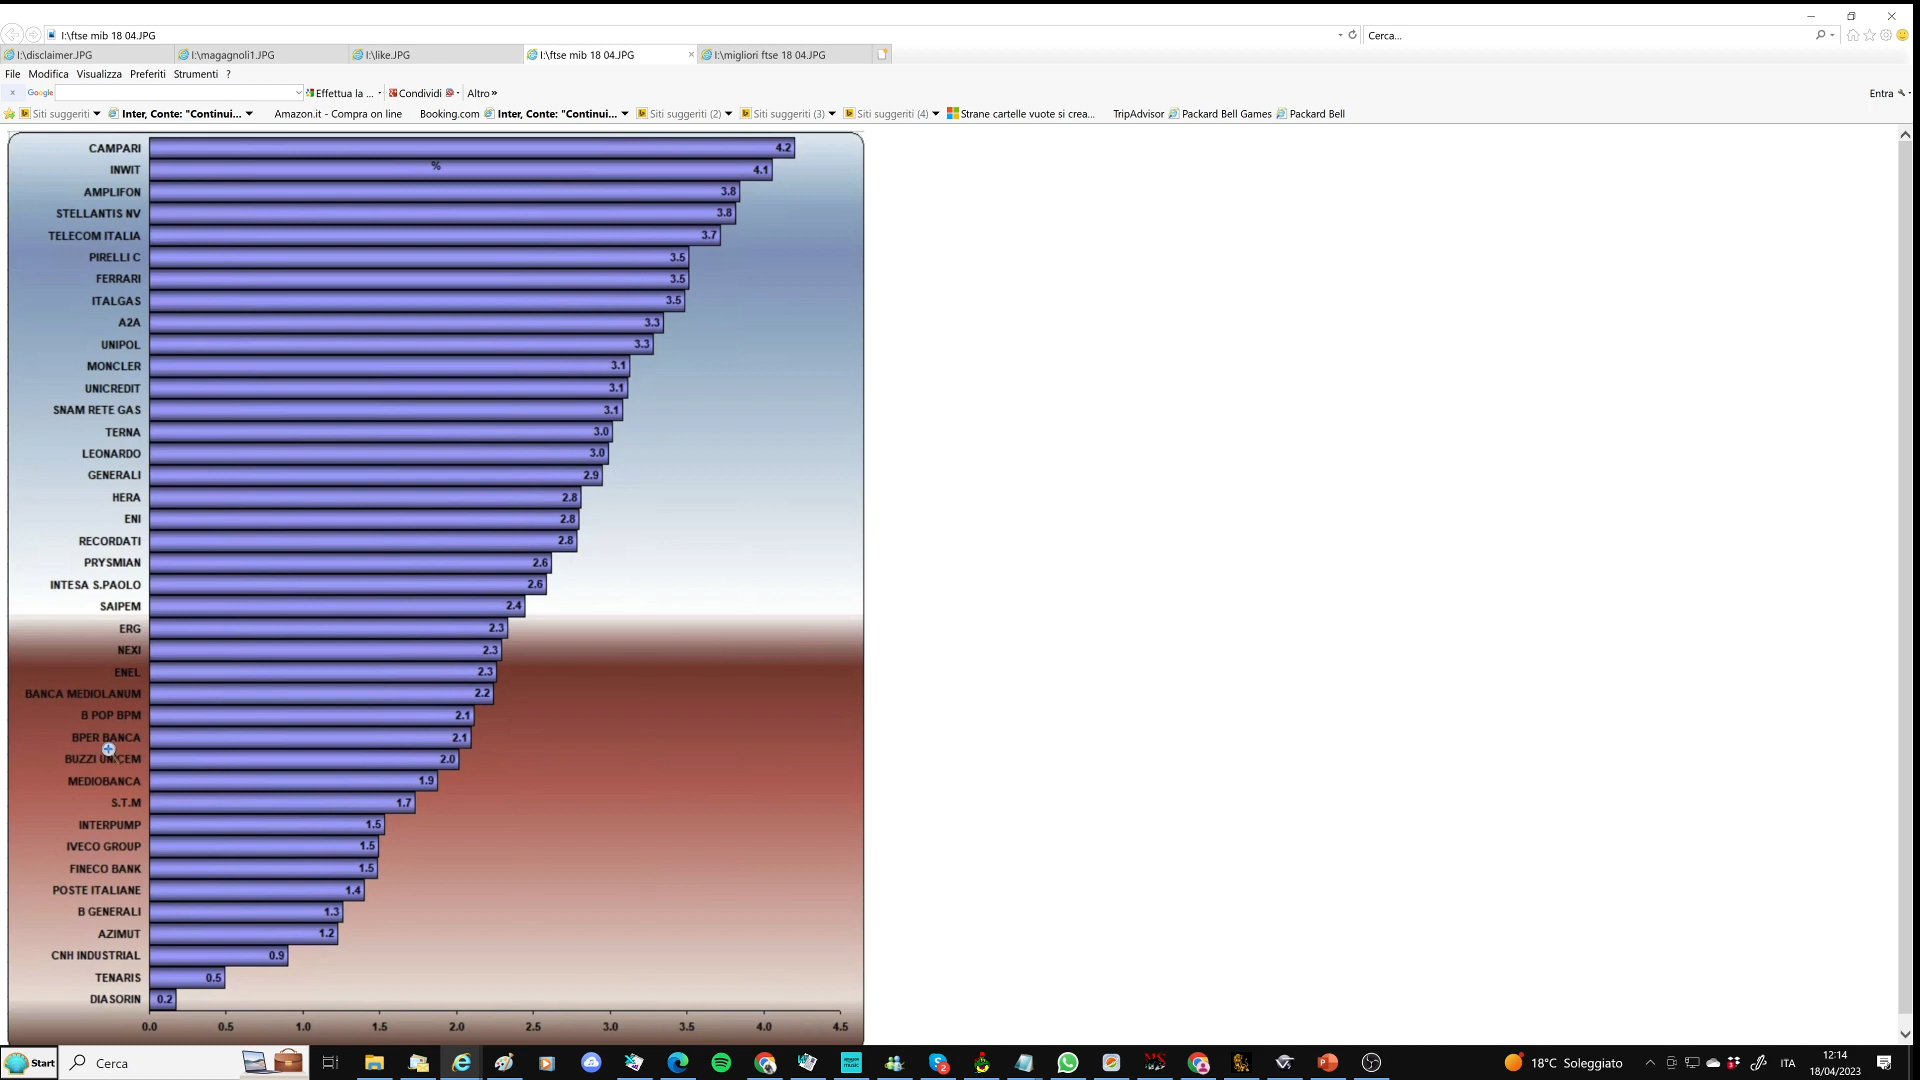 I:\ftse mib 18 04.JPG
Cerca...
I:\disclaimer.JPG
I:\magagnoli1.JPG
I:\like.JPG
I:\ftse mib 18 04.JPG
I:\migliori ftse 18 04.JPG
File Modifica Visualizza Preferiti Strumenti ?
x Google Effettua la ... Condividi Altro » Entra
Siti suggeriti Inter, Conte: "Continui... Amazon.it - Compra on line Booking.com Inter, Conte: "Continui... Siti suggeriti (2) Siti suggeriti (3) Siti suggeriti (4) Strane cartelle vuote si crea... TripAdvisor Packard Bell Games Packard Bell
CAMPARI 4.2
%
INWIT 4.1
AMPLIFON 3.8
STELLANTIS NV 3.8
TELECOM ITALIA 3.7
PIRELLI C 3.5
FERRARI 3.5
ITALGAS 3.5
A2A 3.3
UNIPOL 3.3
MONCLER 3.1
UNICREDIT 3.1
SNAM RETE GAS 3.1
TERNA 3.0
LEONARDO 3.0
GENERALI 2.9
HERA 2.8
ENI 2.8
RECORDATI 2.8
PRYSMIAN 2.6
INTESA S.PAOLO 2.6
SAIPEM 2.4
ERG 2.3
NEXI 2.3
ENEL 2.3
BANCA MEDIOLANUM 2.2
B POP BPM 2.1
BPER BANCA 2.1
BUZZI UNICEM 2.0
MEDIOBANCA 1.9
S.T.M 1.7
INTERPUMP 1.5
IVECO GROUP 1.5
FINECO BANK 1.5
POSTE ITALIANE 1.4
B GENERALI 1.3
AZIMUT 1.2
CNH INDUSTRIAL 0.9
TENARIS 0.5
DIASORIN 0.2
0.0 0.5 1.0 1.5 2.0 2.5 3.0 3.5 4.0 4.5
Start Cerca 18°C Soleggiato ITA 12:14
18/04/2023